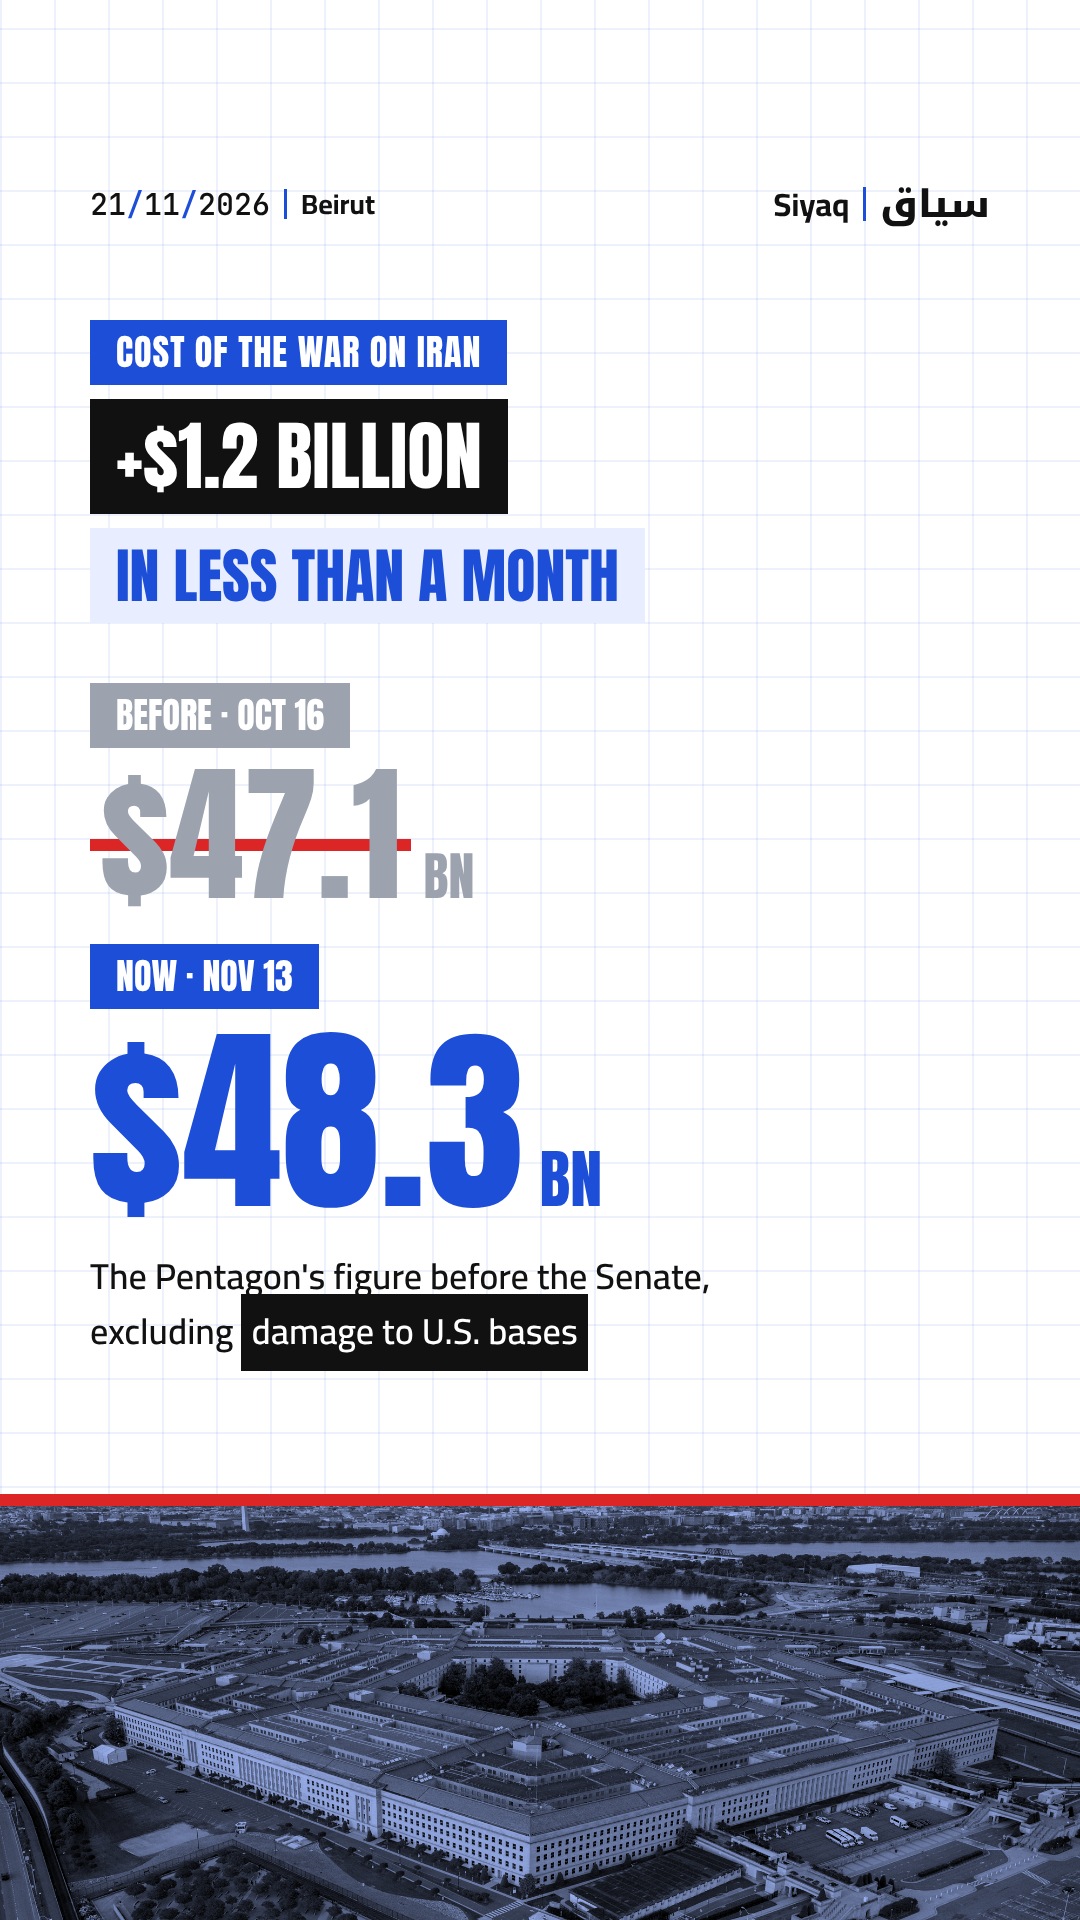 21/11/2026 | Beirut
Siyaq | سياق
COST OF THE WAR ON IRAN
+$1.2 BILLION
IN LESS THAN A MONTH
BEFORE · OCT 16
$47.1 BN
NOW · NOV 13
$48.3 BN
The Pentagon's figure before the Senate,
excluding damage to U.S. bases